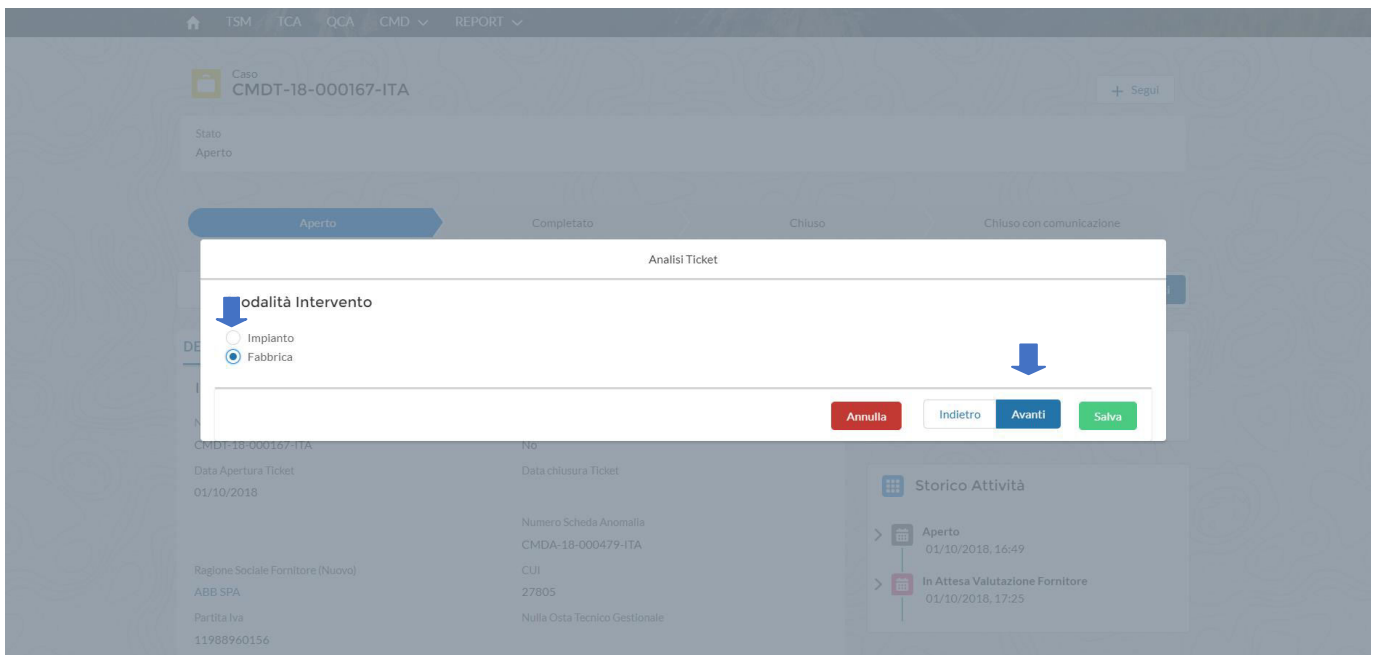 TSM TCA QCA CMD REPORT
Caso
CMDT-18-000167-ITA
+ Segui
Stato
Aperto
Aperto Completato Chiuso Chiuso con comunicazione
Analisi Ticket
odalità Intervento
Impianto
Fabbrica
DE
Annulla Indietro Avanti Salva
CMDT-18-000167-ITA No
Data Apertura Ticket Data chiusura Ticket
01/10/2018
Storico Attività
Numero Scheda Anomalia
CMDA-18-000479-ITA
Aperto
01/10/2018, 16:49
Ragione Sociale Fornitore (Nuovo) CUI
ABB SPA 27805
In Attesa Valutazione Fornitore
01/10/2018, 17:25
Partita Iva Nulla Osta Tecnico Gestionale
11988960156